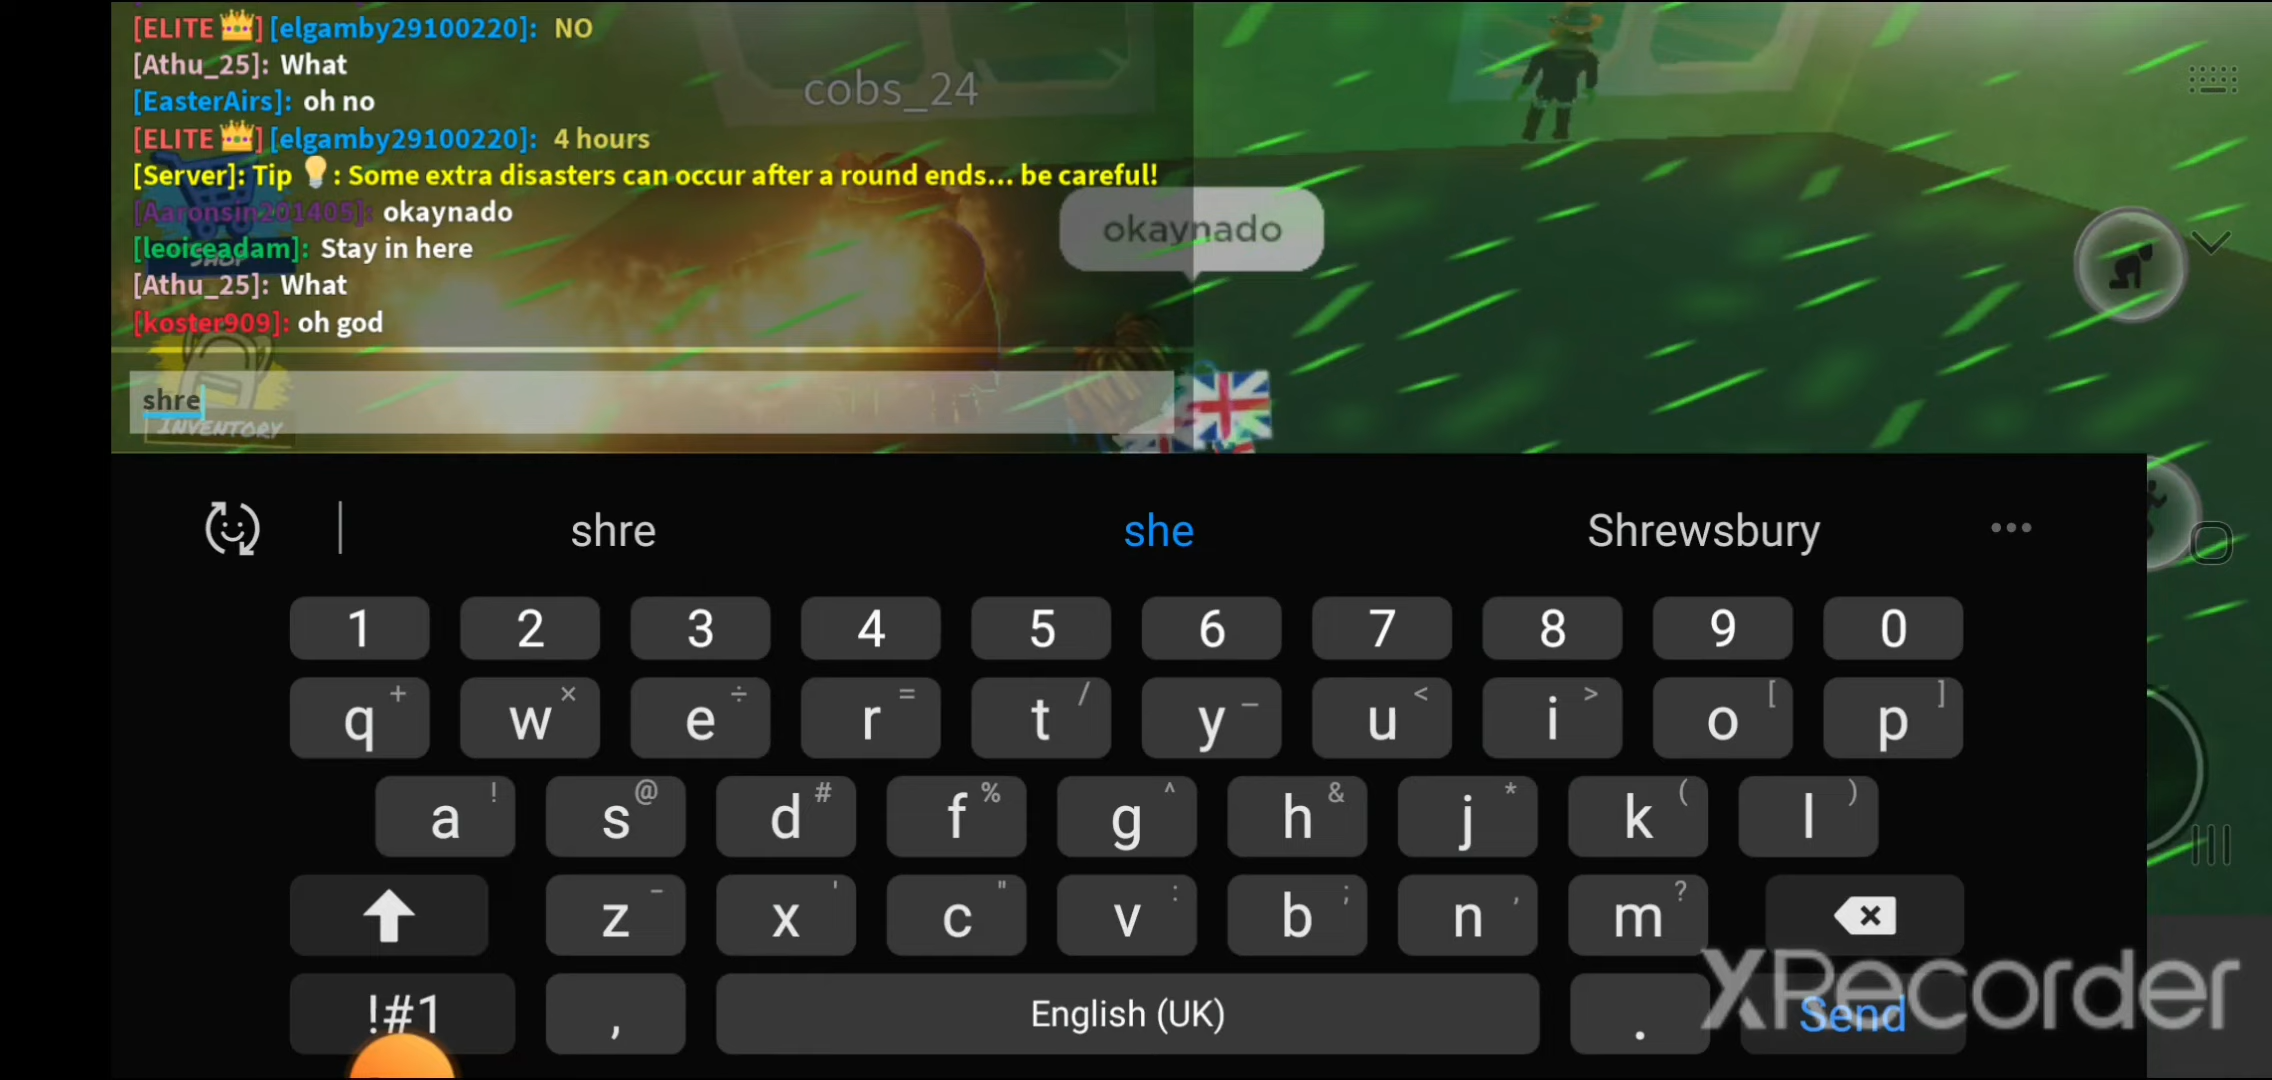 [ELITE 👑] [elgamby29100220]: NO
[Athu_25]: What
cobs_24
[EasterAirs]: oh no
[ELITE 👑] [elgamby29100220]: 4 hours
[Server]: Tip 💡: Some extra disasters can occur after a round ends... be careful!
[Aaronsin201405]: okaynado
okaynado
[leoiceadam]: Stay in here
SHOP
[Athu_25]: What
[koster909]: oh god
shre
INVENTORY
shre she Shrewsbury ...
1 2 3 4 5 6 7 8 9 0
q + w × e ÷ r = t / y _ u < i > o [ p ]
a ! s @ d # f % g ^ h & j * k ( l )
z - x ' c " v : b ; n , m ?
!#1 , English (UK) . Send
XRecorder